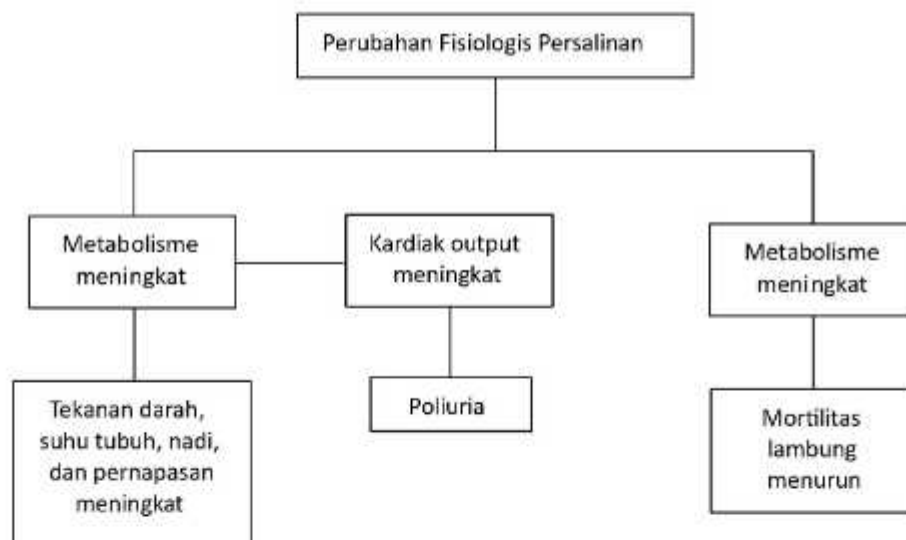 Perubahan Fisiologis Persalinan
Metabolisme
meningkat
Kardiak output
meningkat
Metabolisme
meningkat
Tekanan darah,
suhu tubuh, nadi,
dan pernapasan
meningkat
Poliuria
Mortilitas
lambung
menurun